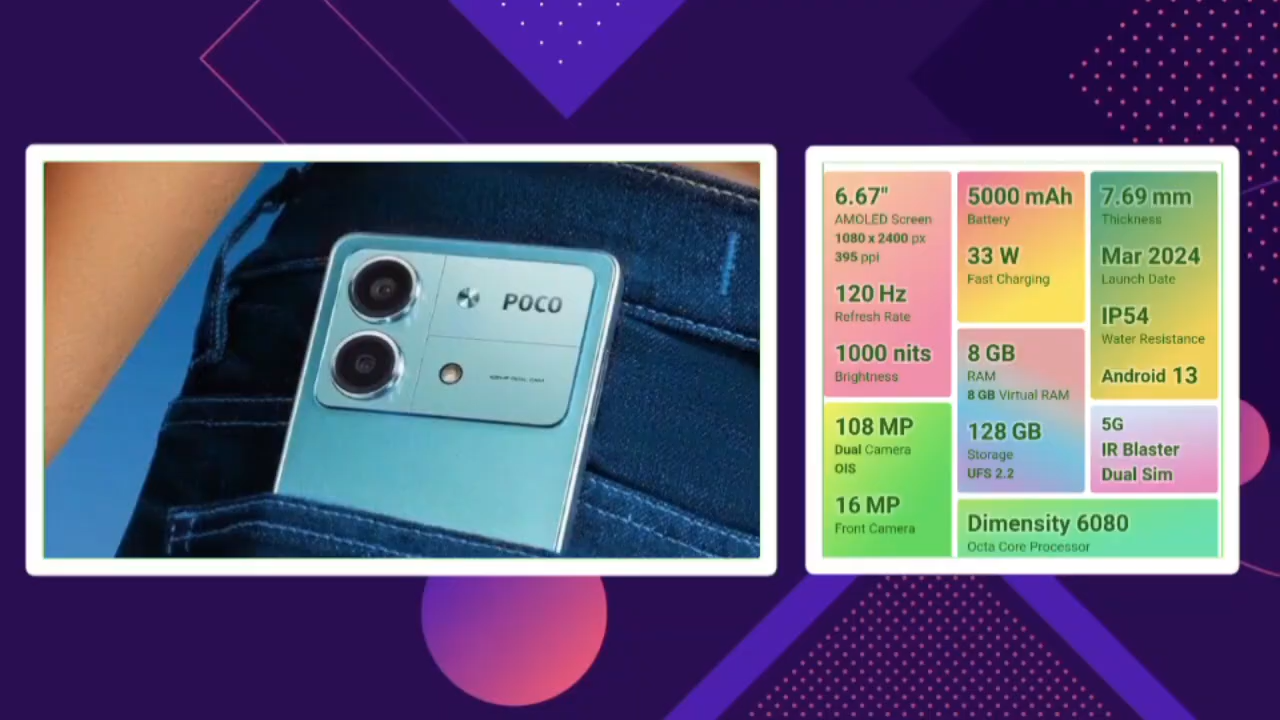 POCO
6.67"
AMOLED Screen
1080 x 2400 px
395 ppi
120 Hz
Refresh Rate
1000 nits
Brightness
108 MP
Dual Camera
OIS
16 MP
Front Camera
5000 mAh
Battery
33 W
Fast Charging
8 GB
RAM
8 GB Virtual RAM
128 GB
Storage
UFS 2.2
7.69 mm
Thickness
Mar 2024
Launch Date
IP54
Water Resistance
Android 13
5G
IR Blaster
Dual Sim
Dimensity 6080
Octa Core Processor